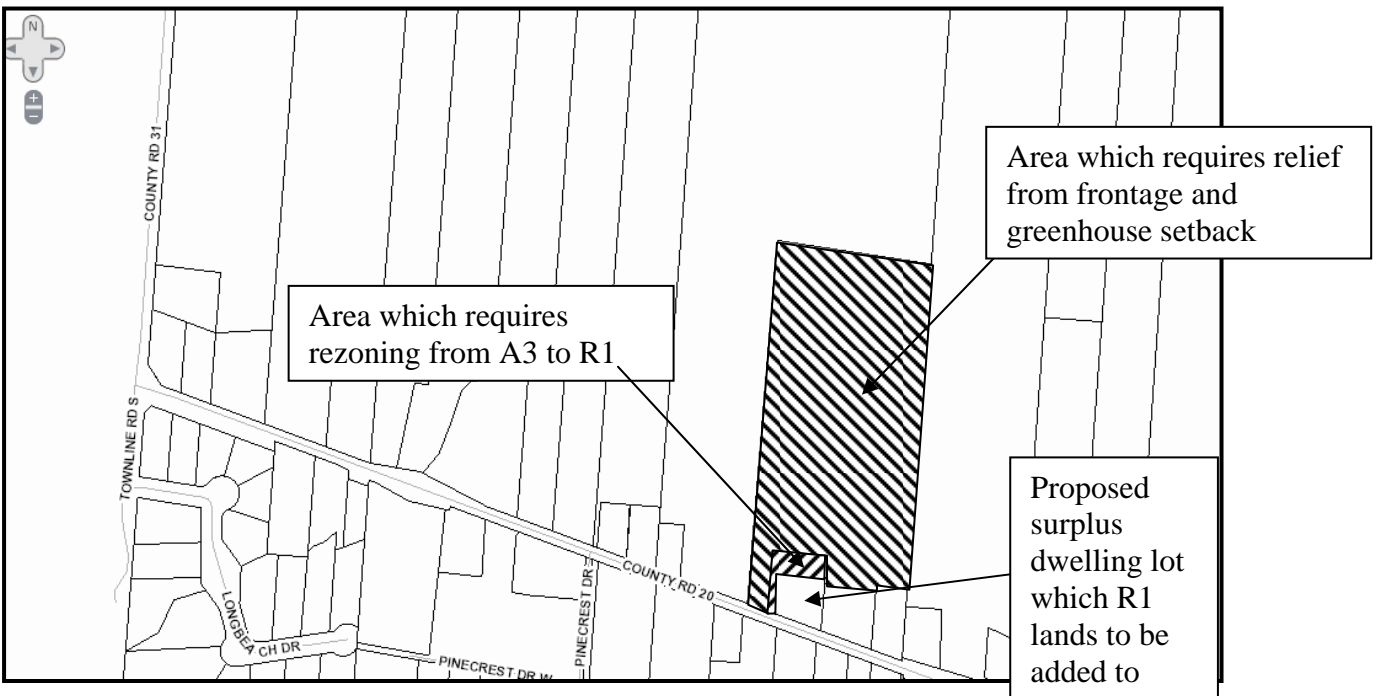 N
COUNTY RD 31
Area which requires relief
from frontage and
greenhouse setback
Area which requires
rezoning from A3 to R1
TOWNLINE RD S
Proposed
surplus
dwelling lot
which R1
lands to be
added to
COUNTY RD 20
PINECREST DR
LONGBEA CH DR
PINECREST DR W